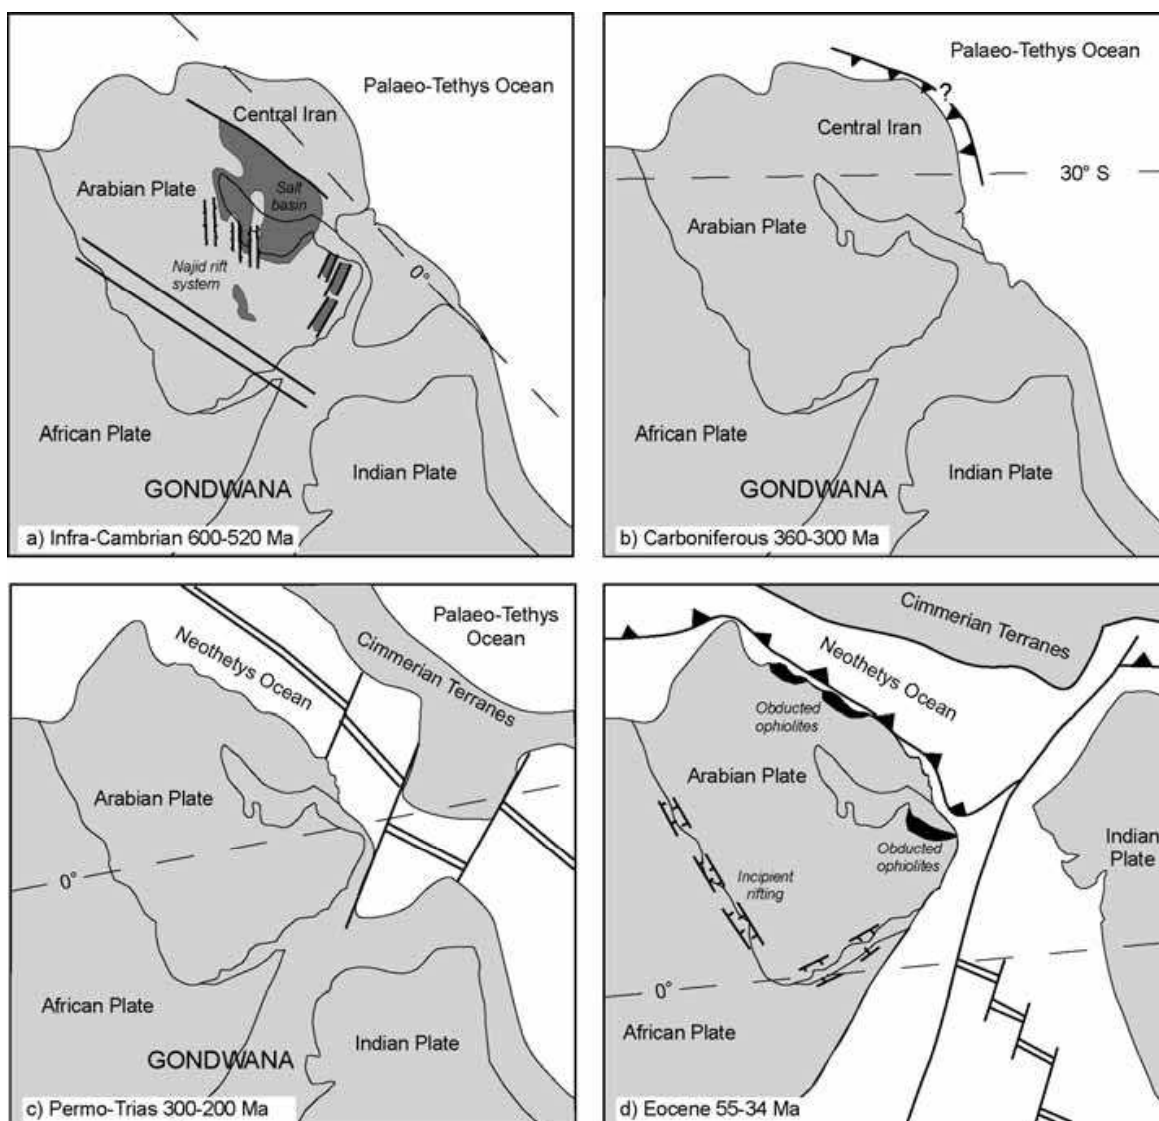 Palaeo-Tethys Ocean
Central Iran
Arabian Plate
Salt
basin
Najid rift
system
0°
African Plate
Indian Plate
GONDWANA
a) Infra-Cambrian 600-520 Ma
Palaeo-Tethys Ocean
?
Central Iran
30° S
Arabian Plate
African Plate
Indian Plate
GONDWANA
b) Carboniferous 360-300 Ma
Palaeo-Tethys
Ocean
Neothetys Ocean
Cimmerian Terranes
Arabian Plate
0°
African Plate
Indian Plate
GONDWANA
c) Permo-Trias 300-200 Ma
Cimmerian
Terranes
Neothetys
Ocean
Obducted
ophiolites
Arabian Plate
Indian
Plate
Obducted
ophiolites
Incipient
rifting
0°
African Plate
d) Eocene 55-34 Ma